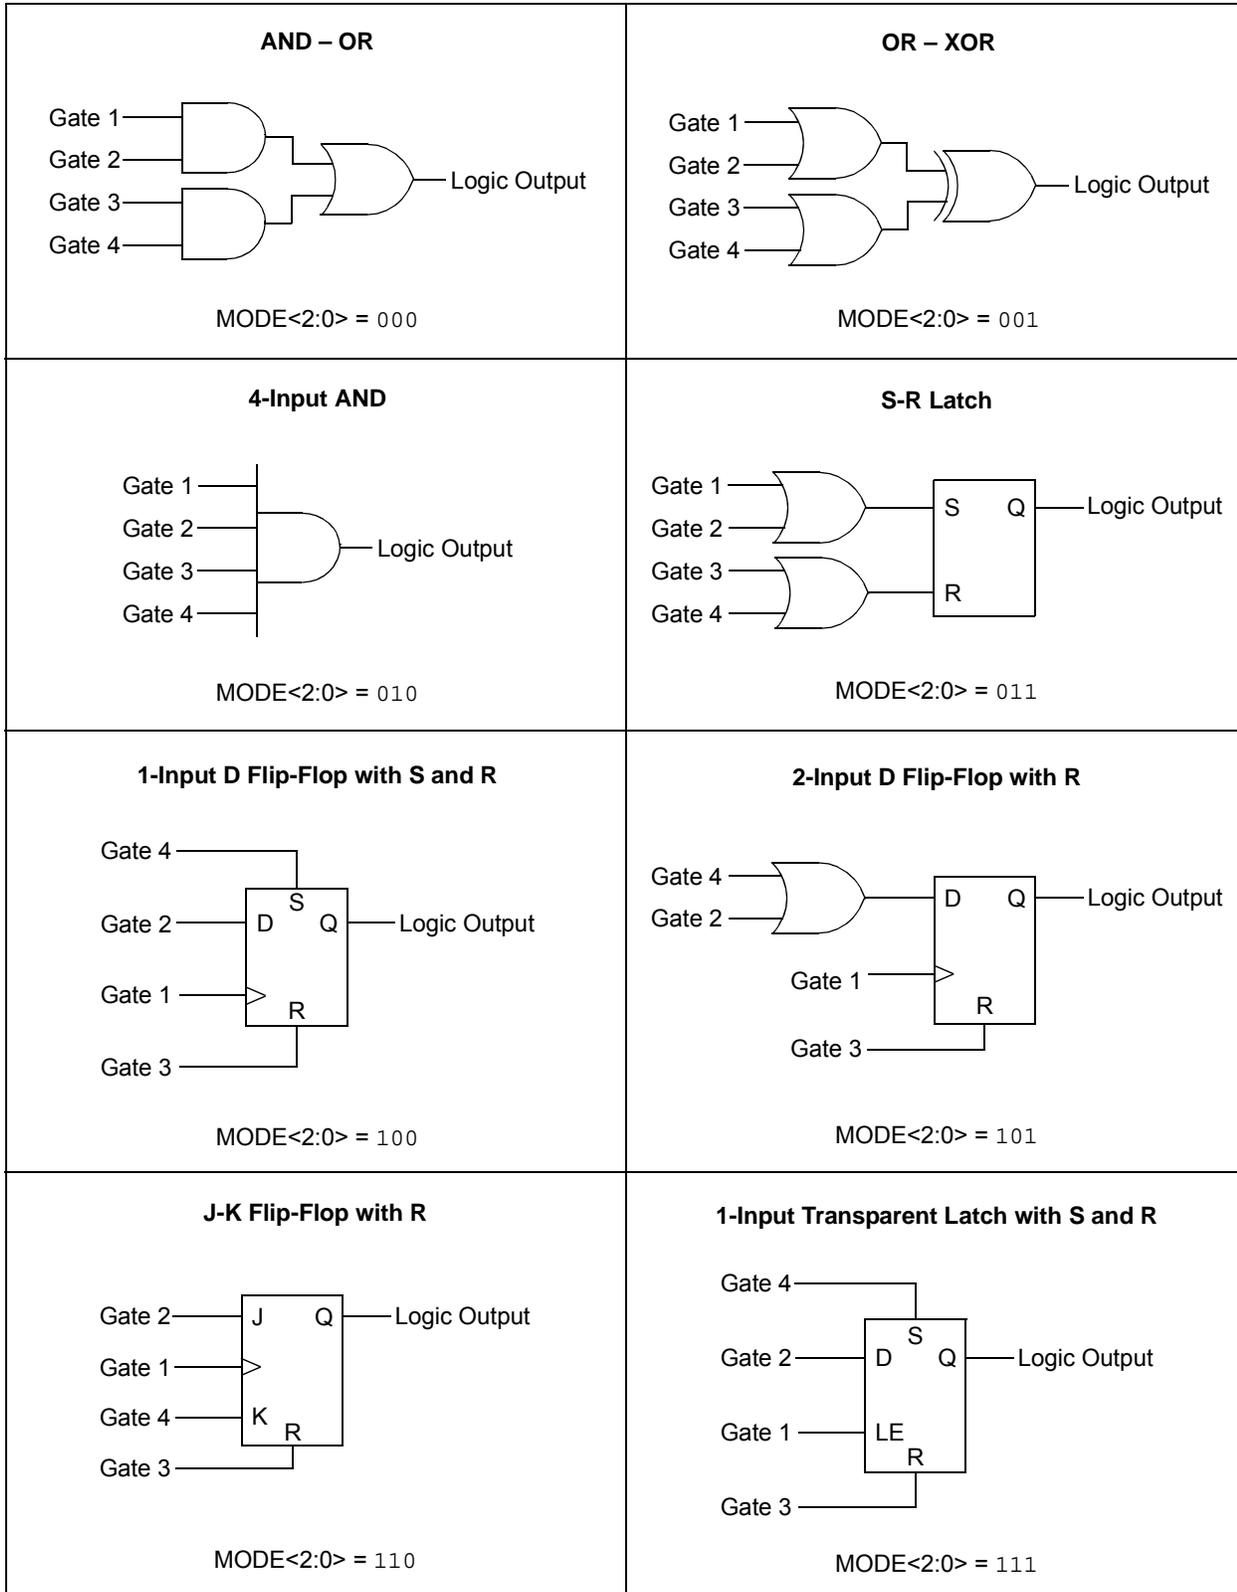 AND – OR
Gate 1
Gate 2
Gate 3
Gate 4
Logic Output
MODE<2:0> = 000
OR – XOR
Gate 1
Gate 2
Gate 3
Gate 4
Logic Output
MODE<2:0> = 001
4-Input AND
Gate 1
Gate 2
Gate 3
Gate 4
Logic Output
MODE<2:0> = 010
S-R Latch
Gate 1
Gate 2
Gate 3
Gate 4
S Q
R
Logic Output
MODE<2:0> = 011
1-Input D Flip-Flop with S and R
Gate 4
S
Gate 2
D Q
Logic Output
Gate 1
R
Gate 3
MODE<2:0> = 100
2-Input D Flip-Flop with R
Gate 4
Gate 2
D Q
Logic Output
Gate 1
R
Gate 3
MODE<2:0> = 101
J-K Flip-Flop with R
Gate 2
J Q
Logic Output
Gate 1
Gate 4
K
R
Gate 3
MODE<2:0> = 110
1-Input Transparent Latch with S and R
Gate 4
S
Gate 2
D Q
Logic Output
Gate 1
LE
R
Gate 3
MODE<2:0> = 111